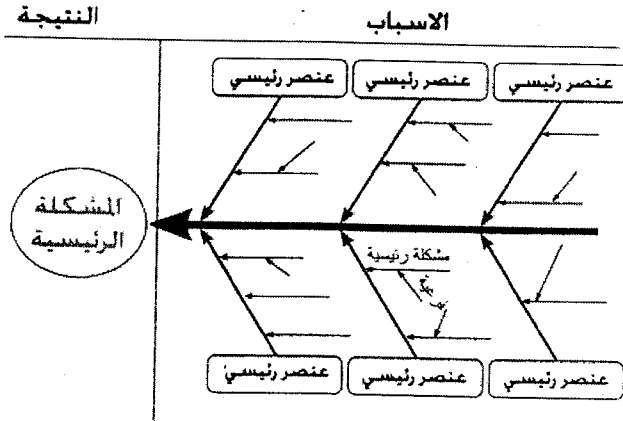 الاسباب
النتيجة
عنصر رئيسي
عنصر رئيسي
عنصر رئيسي
المشكلة
الرئيسية
مشكلة رئيسية
عنصر رئيسي
عنصر رئيسي
عنصر رئيسي